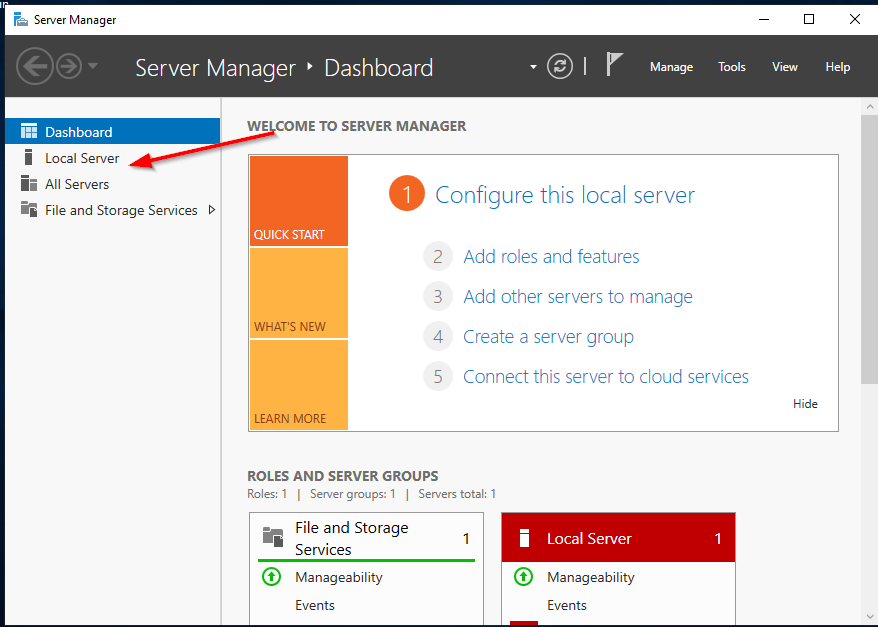 Server Manager
Server Manager ‣ Dashboard
Manage Tools View Help
Dashboard
Local Server
All Servers
File and Storage Services
WELCOME TO SERVER MANAGER
QUICK START
WHAT'S NEW
LEARN MORE
1 Configure this local server
2 Add roles and features
3 Add other servers to manage
4 Create a server group
5 Connect this server to cloud services
Hide
ROLES AND SERVER GROUPS
Roles: 1 | Server groups: 1 | Servers total: 1
File and Storage
Services 1
Manageability
Events
Local Server 1
Manageability
Events